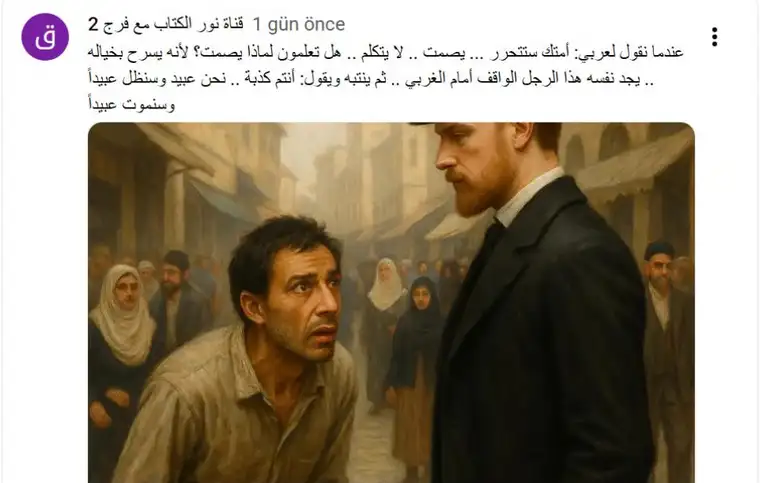 ق
قناة نور الكتاب مع فرج 2 1 gün önce
عندما نقول لعربي: أمتك ستتحرر ... يصمت .. لا يتكلم .. هل تعلمون لماذا يصمت؟ لأنه يسرح بخياله
.. يجد نفسه هذا الرجل الواقف أمام الغربي .. ثم ينتبه ويقول: أنتم كذبة .. نحن عبيد وسنظل عبيداً
وسنموت عبيداً